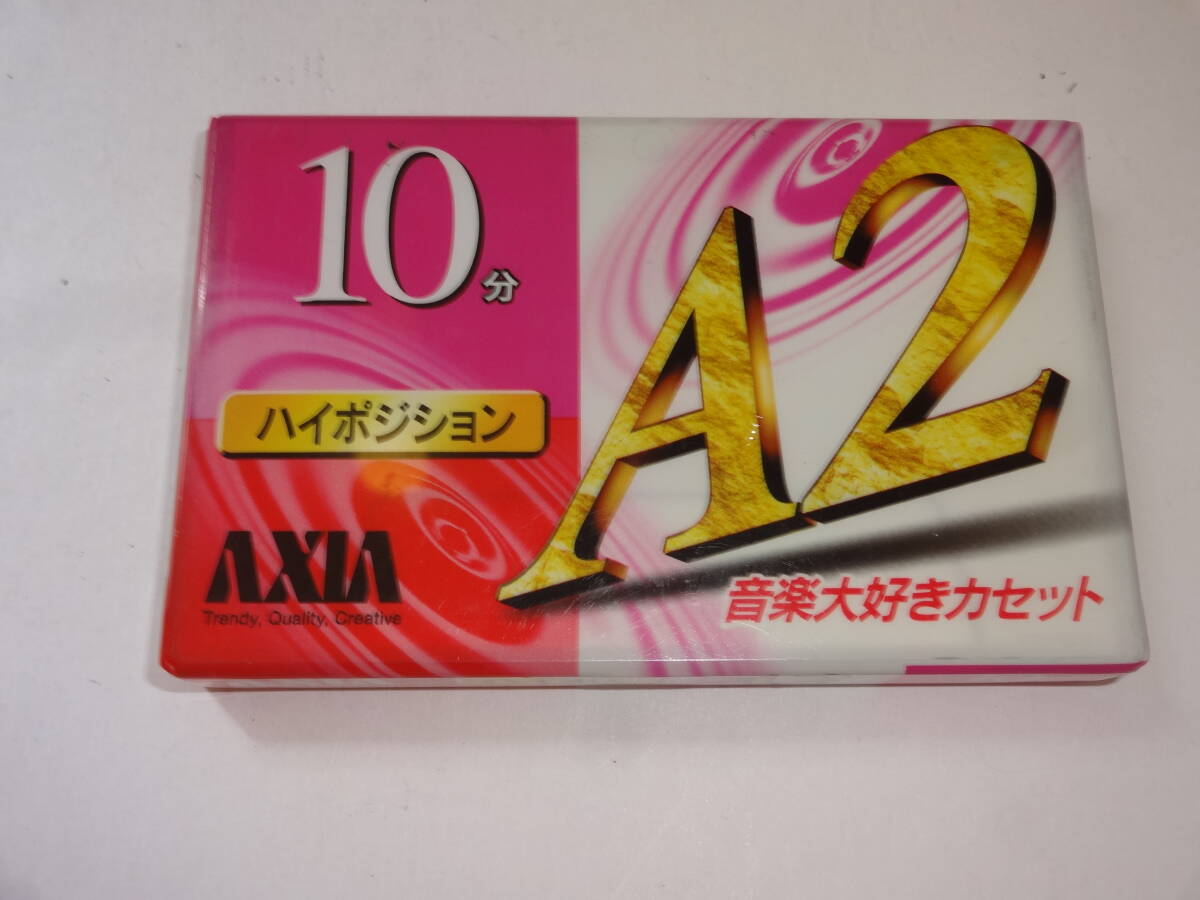 10分
A2
ハイポジション
AXIA
Trendy, Quality, Creative
音楽大好きカセット